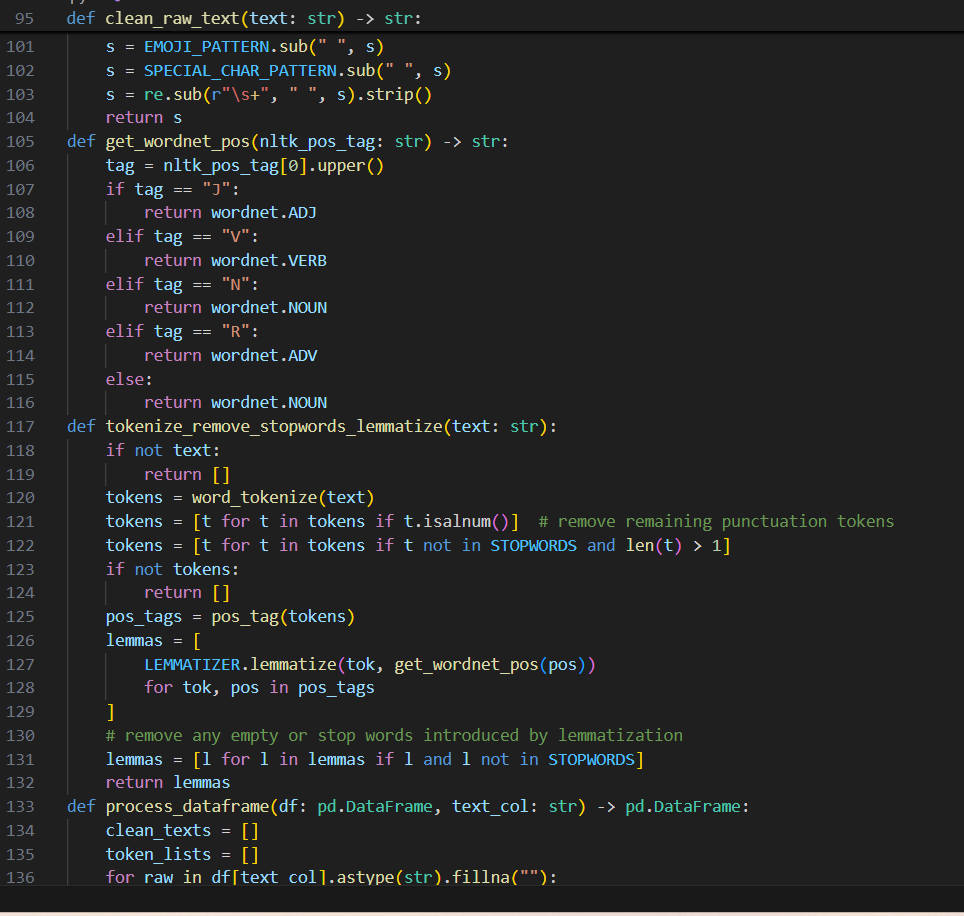 95 def clean_raw_text(text: str) -> str:
101 s = EMOJI_PATTERN.sub(" ", s)
102 s = SPECIAL_CHAR_PATTERN.sub(" ", s)
103 s = re.sub(r"\s+", " ", s).strip()
104 return s
105 def get_wordnet_pos(nltk_pos_tag: str) -> str:
106 tag = nltk_pos_tag[0].upper()
107 if tag == "J":
108 return wordnet.ADJ
109 elif tag == "V":
110 return wordnet.VERB
111 elif tag == "N":
112 return wordnet.NOUN
113 elif tag == "R":
114 return wordnet.ADV
115 else:
116 return wordnet.NOUN
117 def tokenize_remove_stopwords_lemmatize(text: str):
118 if not text:
119 return []
120 tokens = word_tokenize(text)
121 tokens = [t for t in tokens if t.isalnum()]  # remove remaining punctuation tokens
122 tokens = [t for t in tokens if t not in STOPWORDS and len(t) > 1]
123 if not tokens:
124 return []
125 pos_tags = pos_tag(tokens)
126 lemmas = [
127 LEMMATIZER.lemmatize(tok, get_wordnet_pos(pos))
128 for tok, pos in pos_tags
129 ]
130 # remove any empty or stop words introduced by lemmatization
131 lemmas = [l for l in lemmas if l and l not in STOPWORDS]
132 return lemmas
133 def process_dataframe(df: pd.DataFrame, text_col: str) -> pd.DataFrame:
134 clean_texts = []
135 token_lists = []
136 for raw in df[text_col].astype(str).fillna(""):